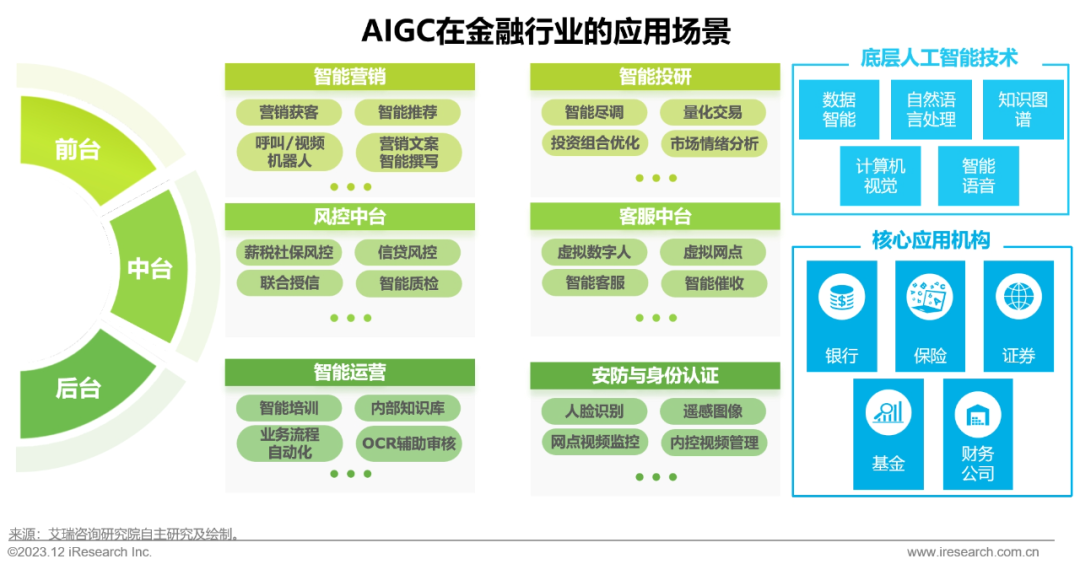 AIGC在金融行业的应用场景
前台
中台
后台
智能营销
营销获客
智能推荐
呼叫/视频
机器人
营销文案
智能撰写
智能投研
智能尽调
量化交易
投资组合优化
市场情绪分析
风控中台
薪税社保风控
信贷风控
联合授信
智能质检
客服中台
虚拟数字人
虚拟网点
智能客服
智能催收
智能运营
智能培训
内部知识库
业务流程
自动化
OCR辅助审核
安防与身份认证
人脸识别
遥感图像
网点视频监控
内控视频管理
底层人工智能技术
数据
智能
自然语
言处理
知识图
谱
计算机
视觉
智能
语音
核心应用机构
银行
保险
证券
基金
财务
公司
来源：艾瑞咨询研究院自主研究及绘制。
©2023.12 iResearch Inc.
www.iresearch.com.cn